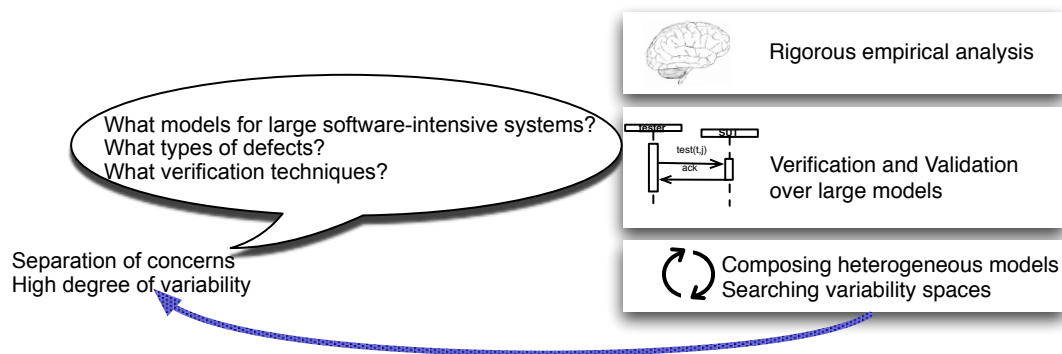 What models for large software-intensive systems?
What types of defects?
What verification techniques?
Separation of concerns
High degree of variability
Rigorous empirical analysis
tester
SUT
test(t,j)
ack
Verification and Validation
over large models
Composing heterogeneous models
Searching variability spaces